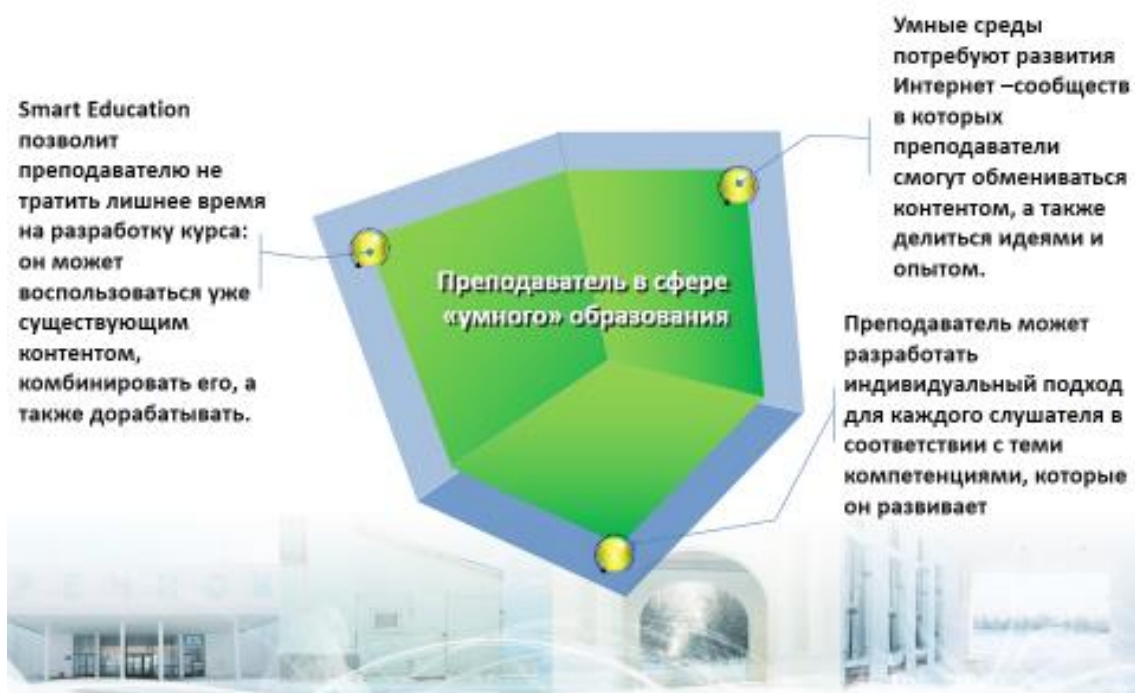 Smart Education
позволит
преподавателю не
тратить лишнее время
на разработку курса:
он может
воспользоваться уже
существующим
контентом,
комбинировать его, а
также дорабатывать.
Преподаватель в сфере
«умного» образования
Умные среды
потребуют развития
Интернет –сообществ
в которых
преподаватели
смогут обмениваться
контентом, а также
делиться идеями и
опытом.
Преподаватель может
разработать
индивидуальный подход
для каждого слушателя в
соответствии с теми
компетенциями, которые
он развивает